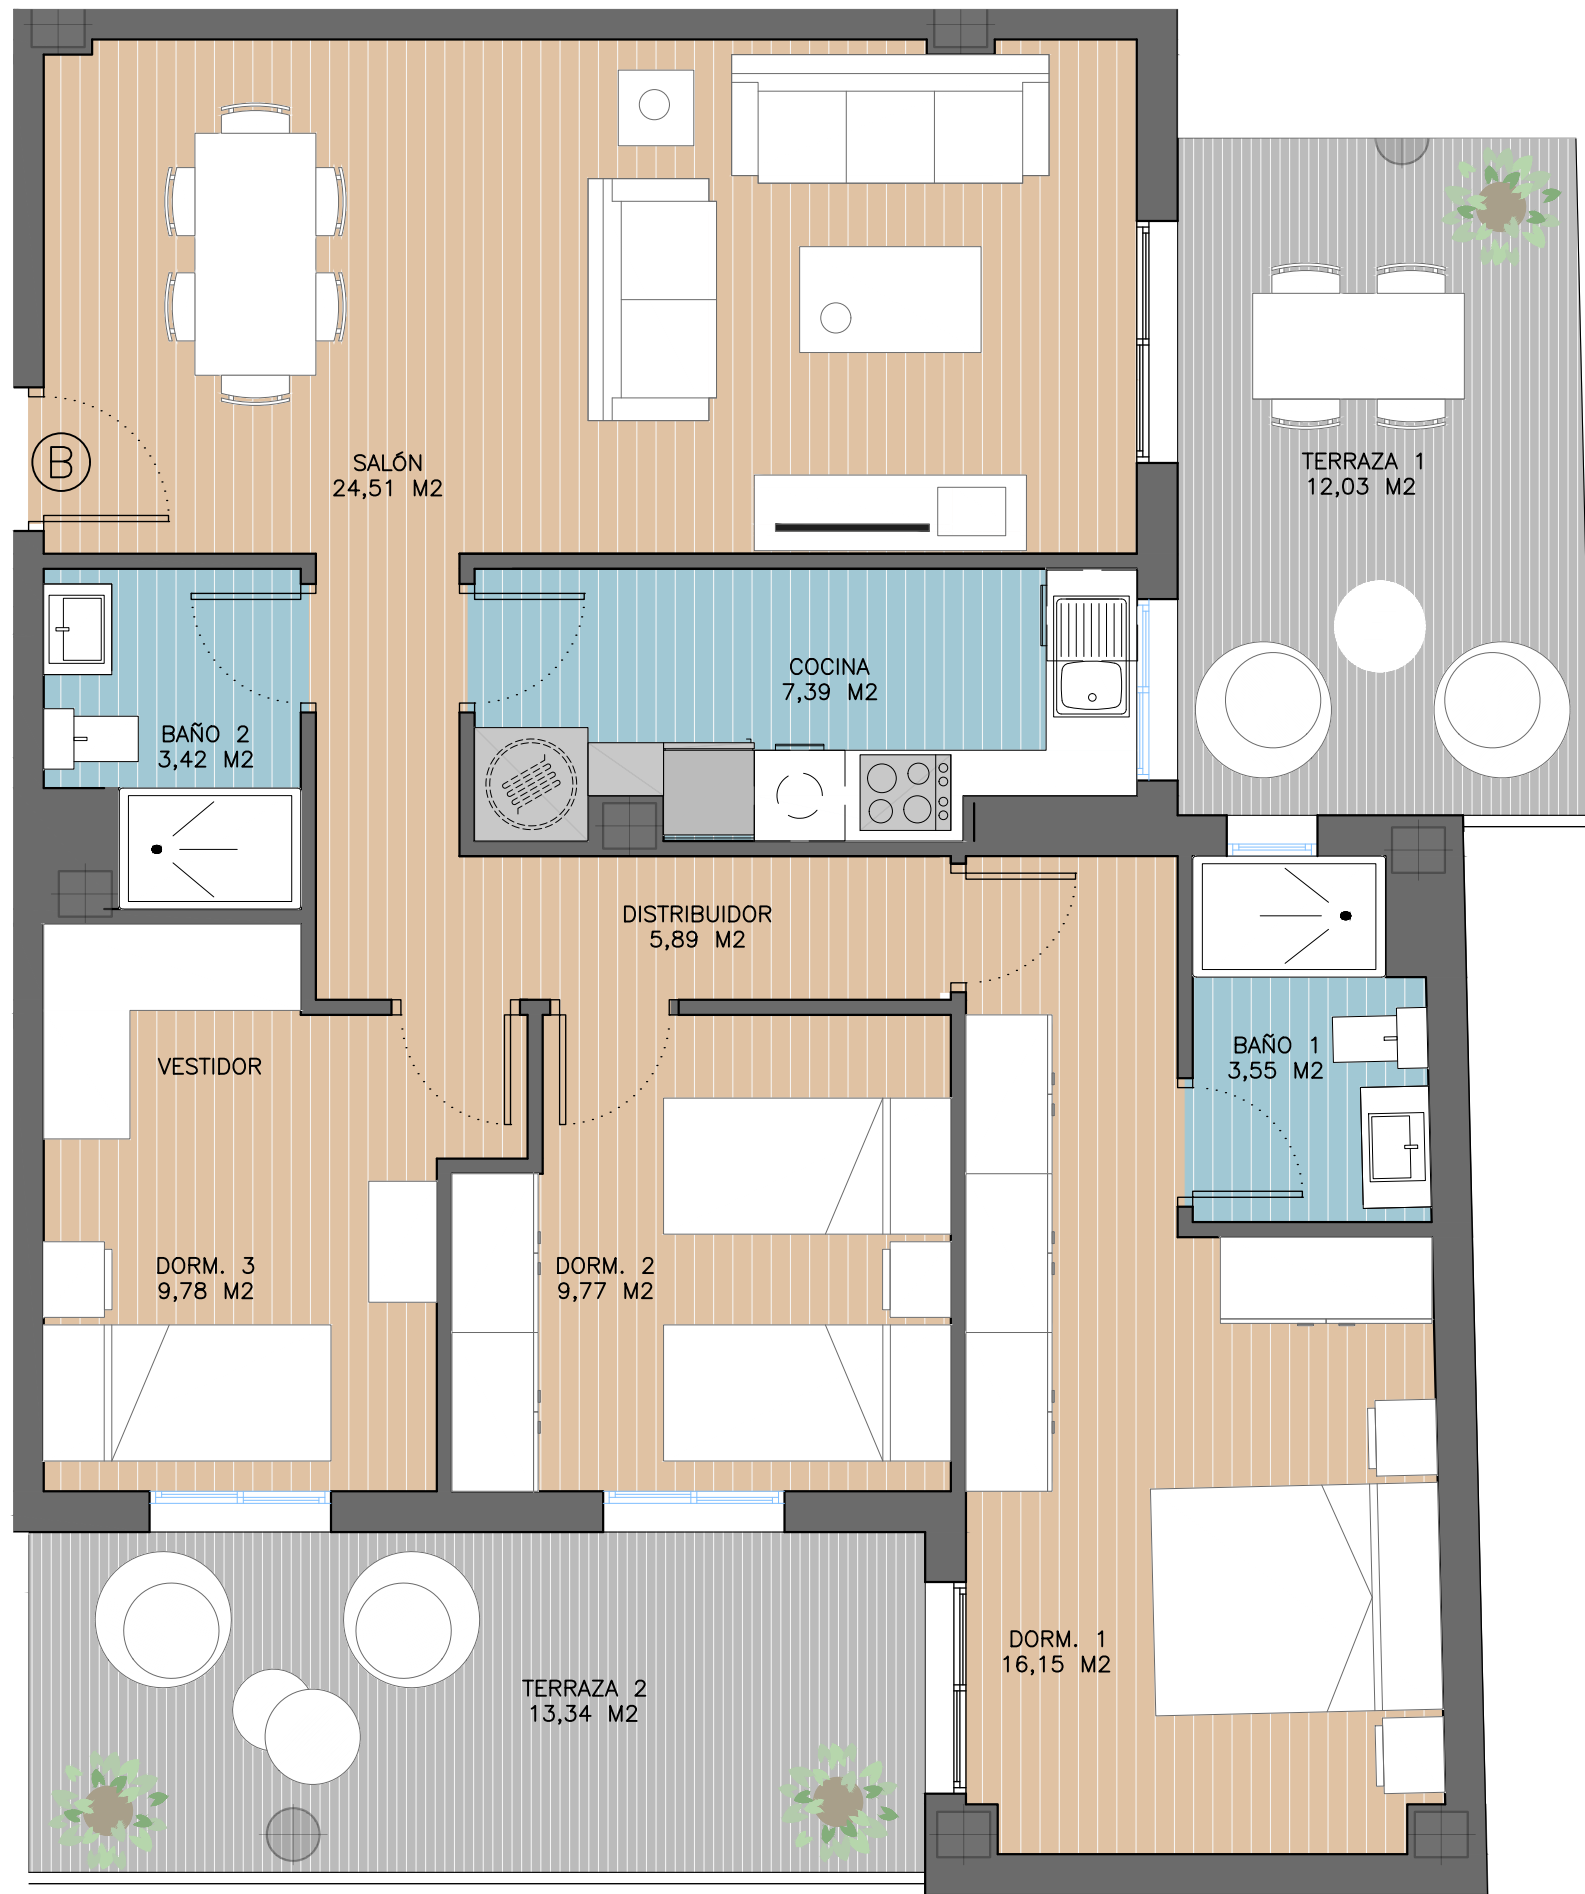 B
SALÓN
24,51 M2
TERRAZA 1
12,03 M2
COCINA
7,39 M2
BAÑO 2
3,42 M2
DISTRIBUIDOR
5,89 M2
VESTIDOR
BAÑO 1
3,55 M2
DORM. 3
9,78 M2
DORM. 2
9,77 M2
DORM. 1
16,15 M2
TERRAZA 2
13,34 M2